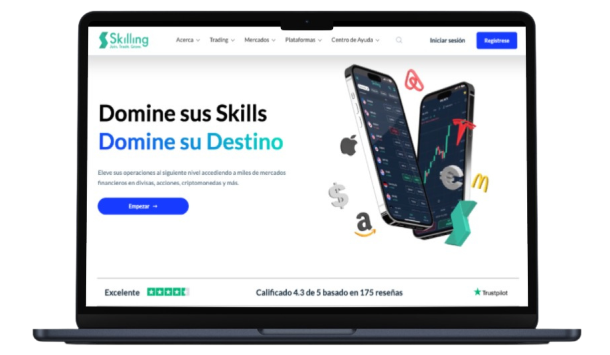 Skilling
Acerca
Trading
Mercados
Plataformas
Centro de Ayuda
Iniciar sesión
Regístrese
Domine sus Skills
Domine su Destino
Eleve sus operaciones al siguiente nivel accediendo a miles de mercados
financieros en divisas, acciones, criptomonedas y más.
Empezar →
Excelente
Calificado 4.3 de 5 basado en 175 reseñas
Trustpilot